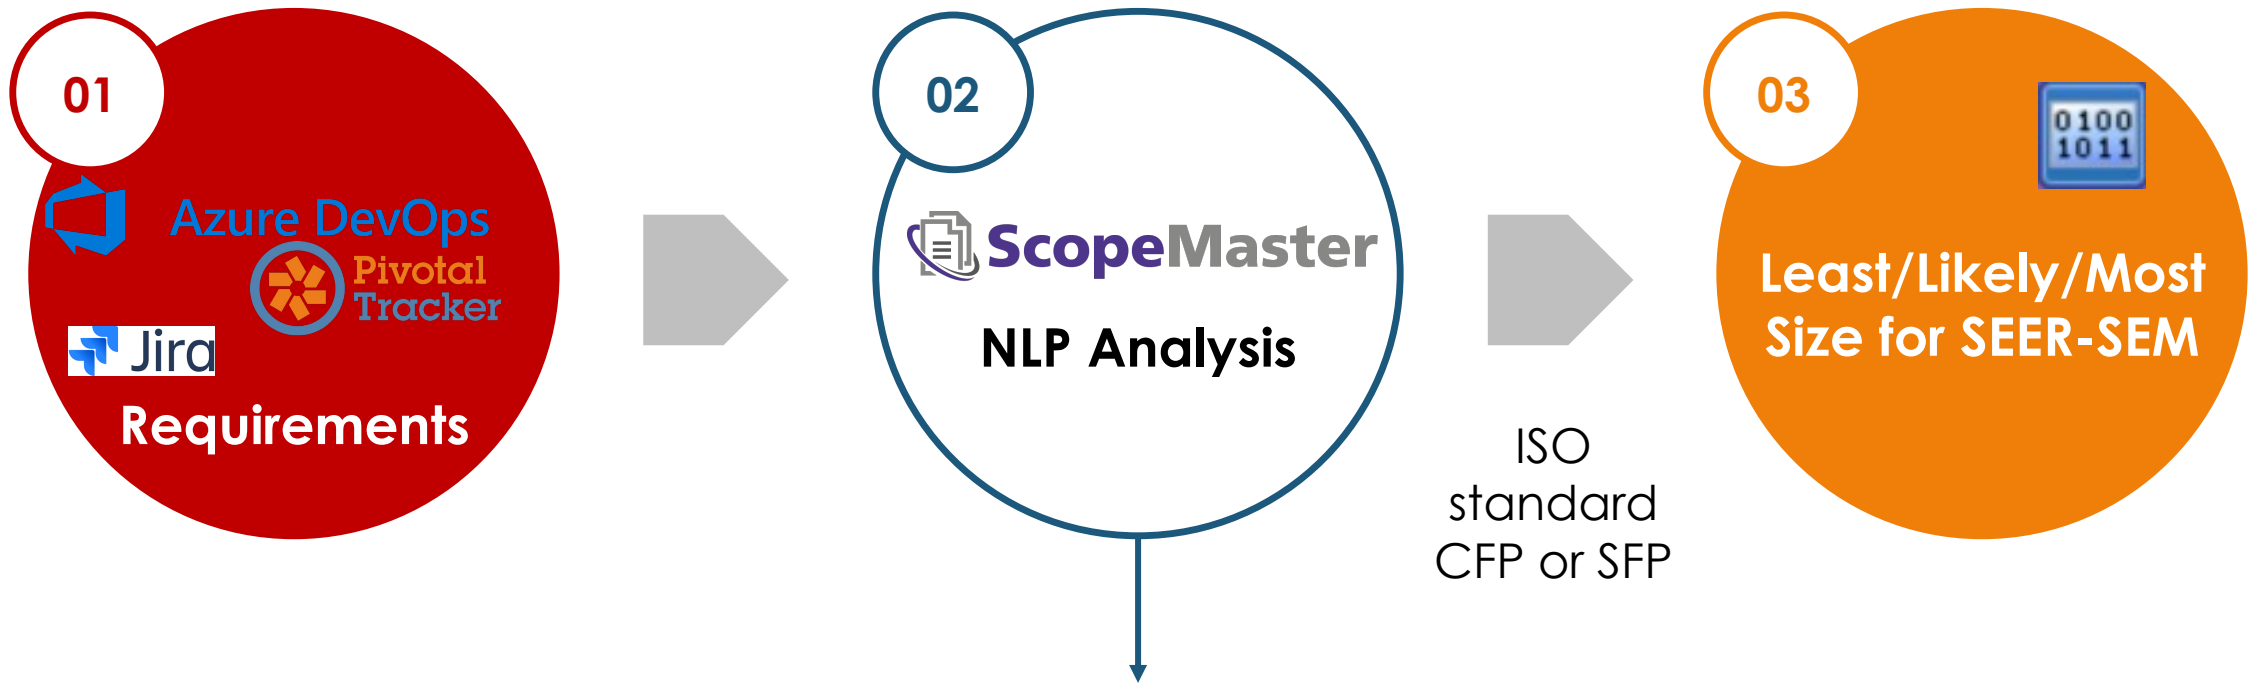 01
Azure DevOps
Pivotal
Tracker
Jira
Requirements
02
ScopeMaster
NLP Analysis
ISO
standard
CFP or SFP
03
0100
1011
Least/Likely/Most
Size for SEER-SEM